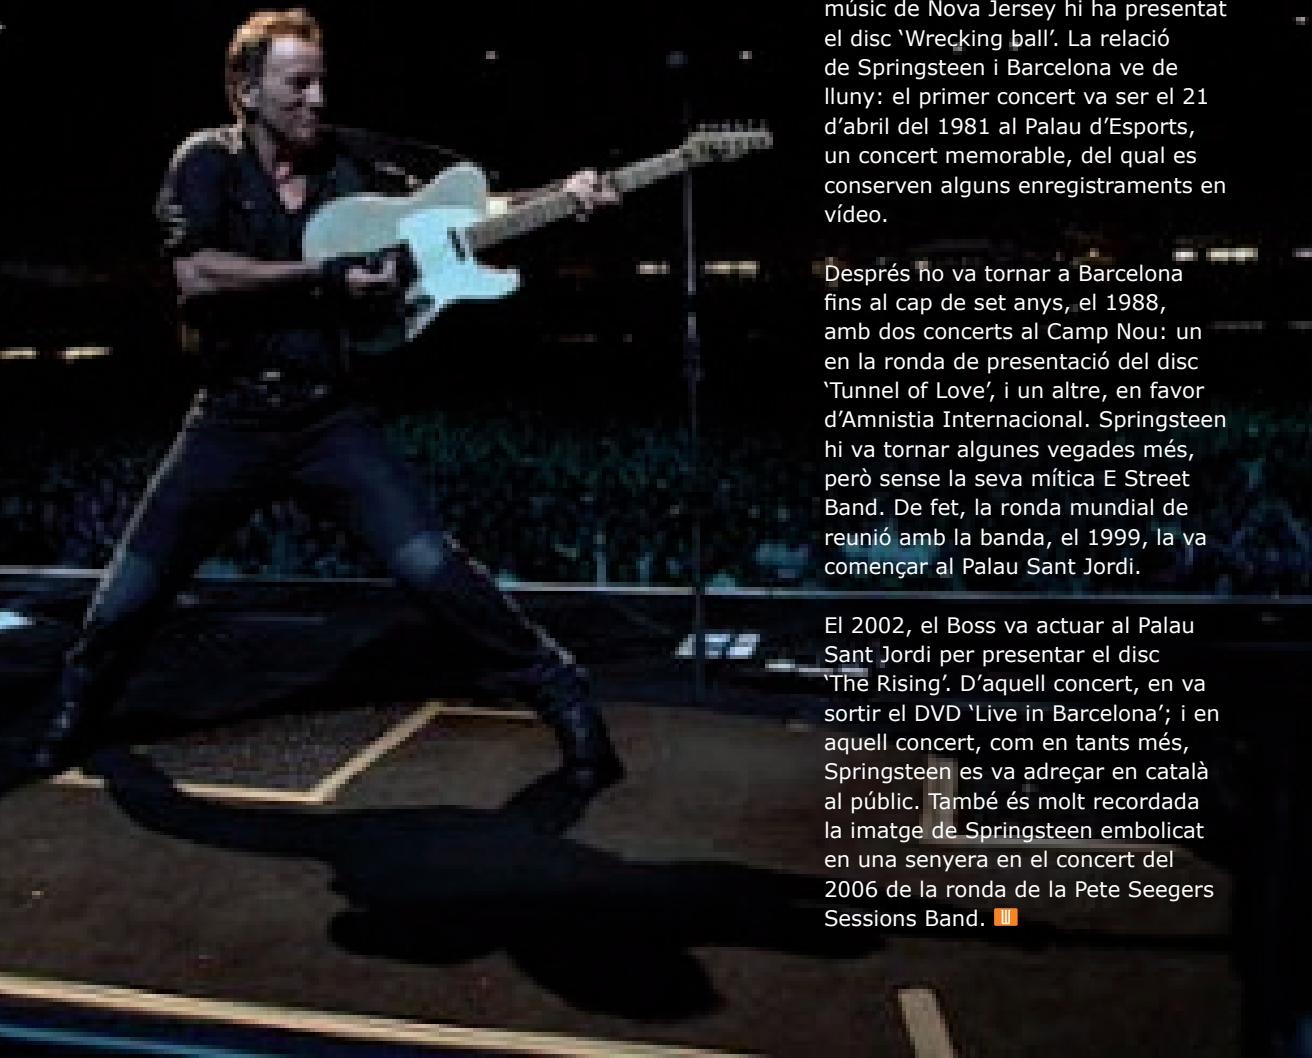 músic de Nova Jersey hi ha presentat
el disc ‘Wrecking ball’. La relació
de Springsteen i Barcelona ve de
lluny: el primer concert va ser el 21
d’abril del 1981 al Palau d’Esports,
un concert memorable, del qual es
conserven alguns enregistraments en
vídeo.
Després no va tornar a Barcelona
fins al cap de set anys, el 1988,
amb dos concerts al Camp Nou: un
en la ronda de presentació del disc
‘Tunnel of Love’, i un altre, en favor
d’Amnistia Internacional. Springsteen
hi va tornar algunes vegades més,
però sense la seva mítica E Street
Band. De fet, la ronda mundial de
reunió amb la banda, el 1999, la va
començar al Palau Sant Jordi.
El 2002, el Boss va actuar al Palau
Sant Jordi per presentar el disc
‘The Rising’. D’aquell concert, en va
sortir el DVD ‘Live in Barcelona’; i en
aquell concert, com en tants més,
Springsteen es va adreçar en català
al públic. També és molt recordada
la imatge de Springsteen embolicat
en una senyera en el concert del
2006 de la ronda de la Pete Seegers
Sessions Band.